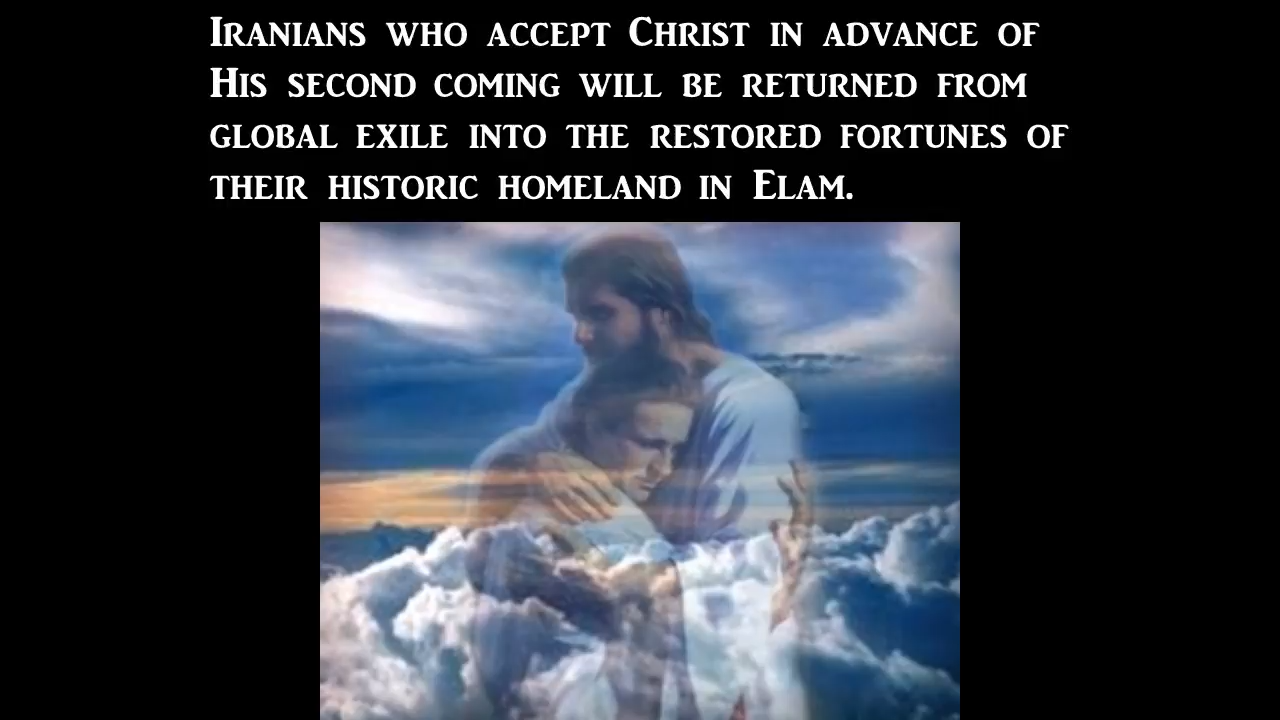 Iranians who accept Christ in advance of
His second coming will be returned from
global exile into the restored fortunes of
their historic homeland in Elam.